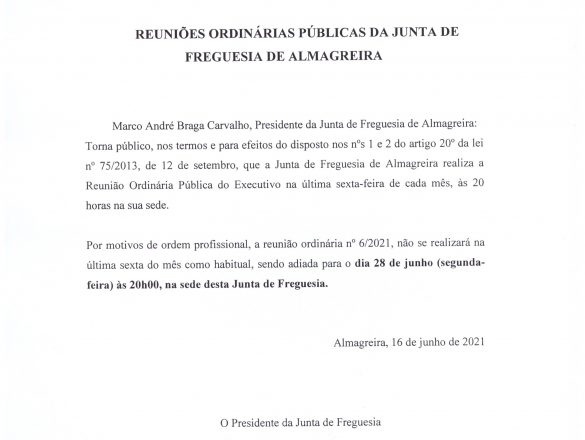 REUNIÕES ORDINÁRIAS PÚBLICAS DA JUNTA DE
FREGUESIA DE ALMAGREIRA
Marco André Braga Carvalho, Presidente da Junta de Freguesia de Almagreira:
Torna público, nos termos e para efeitos do disposto nos nºs 1 e 2 do artigo 20º da lei
nº 75/2013, de 12 de setembro, que a Junta de Freguesia de Almagreira realiza a
Reunião Ordinária Pública do Executivo na última sexta-feira de cada mês, às 20
horas na sua sede.
Por motivos de ordem profissional, a reunião ordinária nº 6/2021, não se realizará na
última sexta do mês como habitual, sendo adiada para o dia 28 de junho (segunda-
feira) às 20h00, na sede desta Junta de Freguesia.
Almagreira, 16 de junho de 2021
O Presidente da Junta de Freguesia